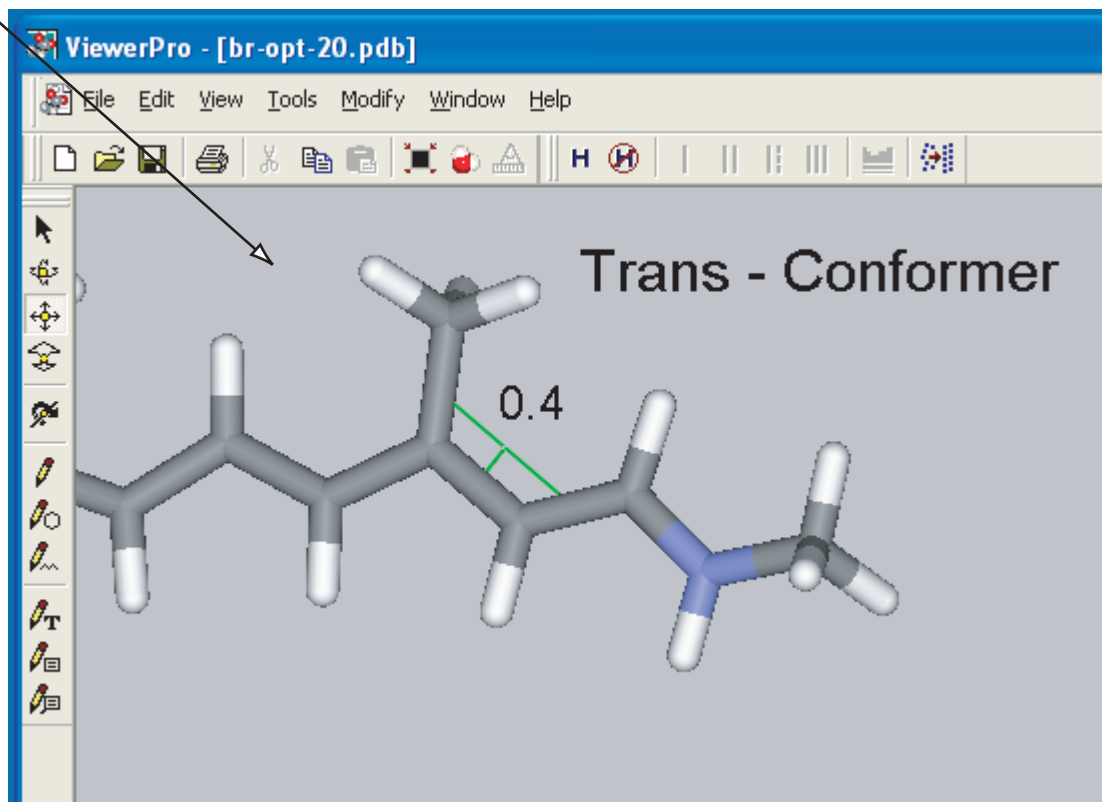 ViewerPro - [br-opt-20.pdb]
File Edit View Tools Modify Window Help
H H
Trans - Conformer
0.4
T